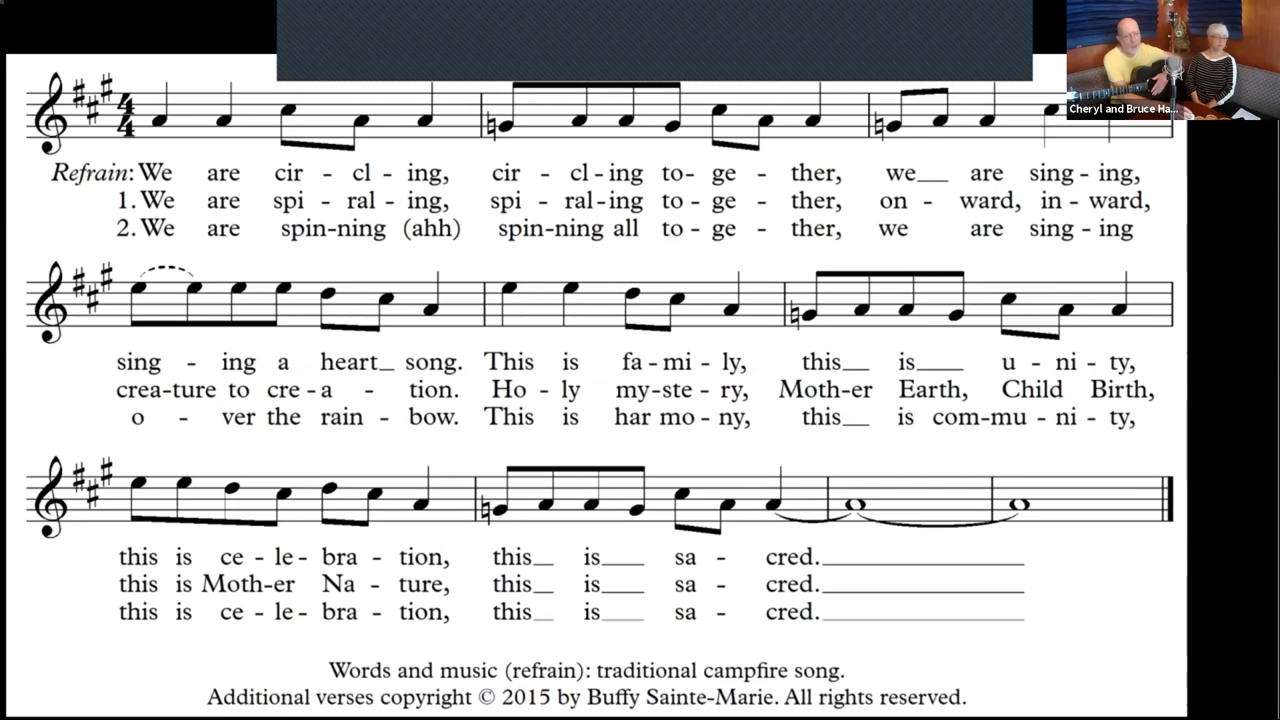 Cheryl and Bruce Ha...
4
4
Refrain: We are cir - cl - ing, cir - cl - ing to - ge - ther, we__ are sing - ing,
1. We are spi - ral - ing, spi - ral - ing to - ge - ther, on - ward, in - ward,
2. We are spin-ning (ahh) spin-ning all to - ge - ther, we are sing - ing
sing - ing a heart_ song. This is fa - mi - ly, this__ is___ u - ni - ty,
crea-ture to cre - a - tion. Ho - ly my-ste - ry, Moth-er Earth, Child Birth,
o - ver the rain - bow. This is har mo - ny, this__ is com-mu - ni - ty,
this is ce - le - bra - tion, this__ is___ sa - cred.
this is Moth-er Na - ture, this__ is___ sa - cred.
this is ce - le - bra - tion, this__ is___ sa - cred.
Words and music (refrain): traditional campfire song.
Additional verses copyright © 2015 by Buffy Sainte-Marie. All rights reserved.